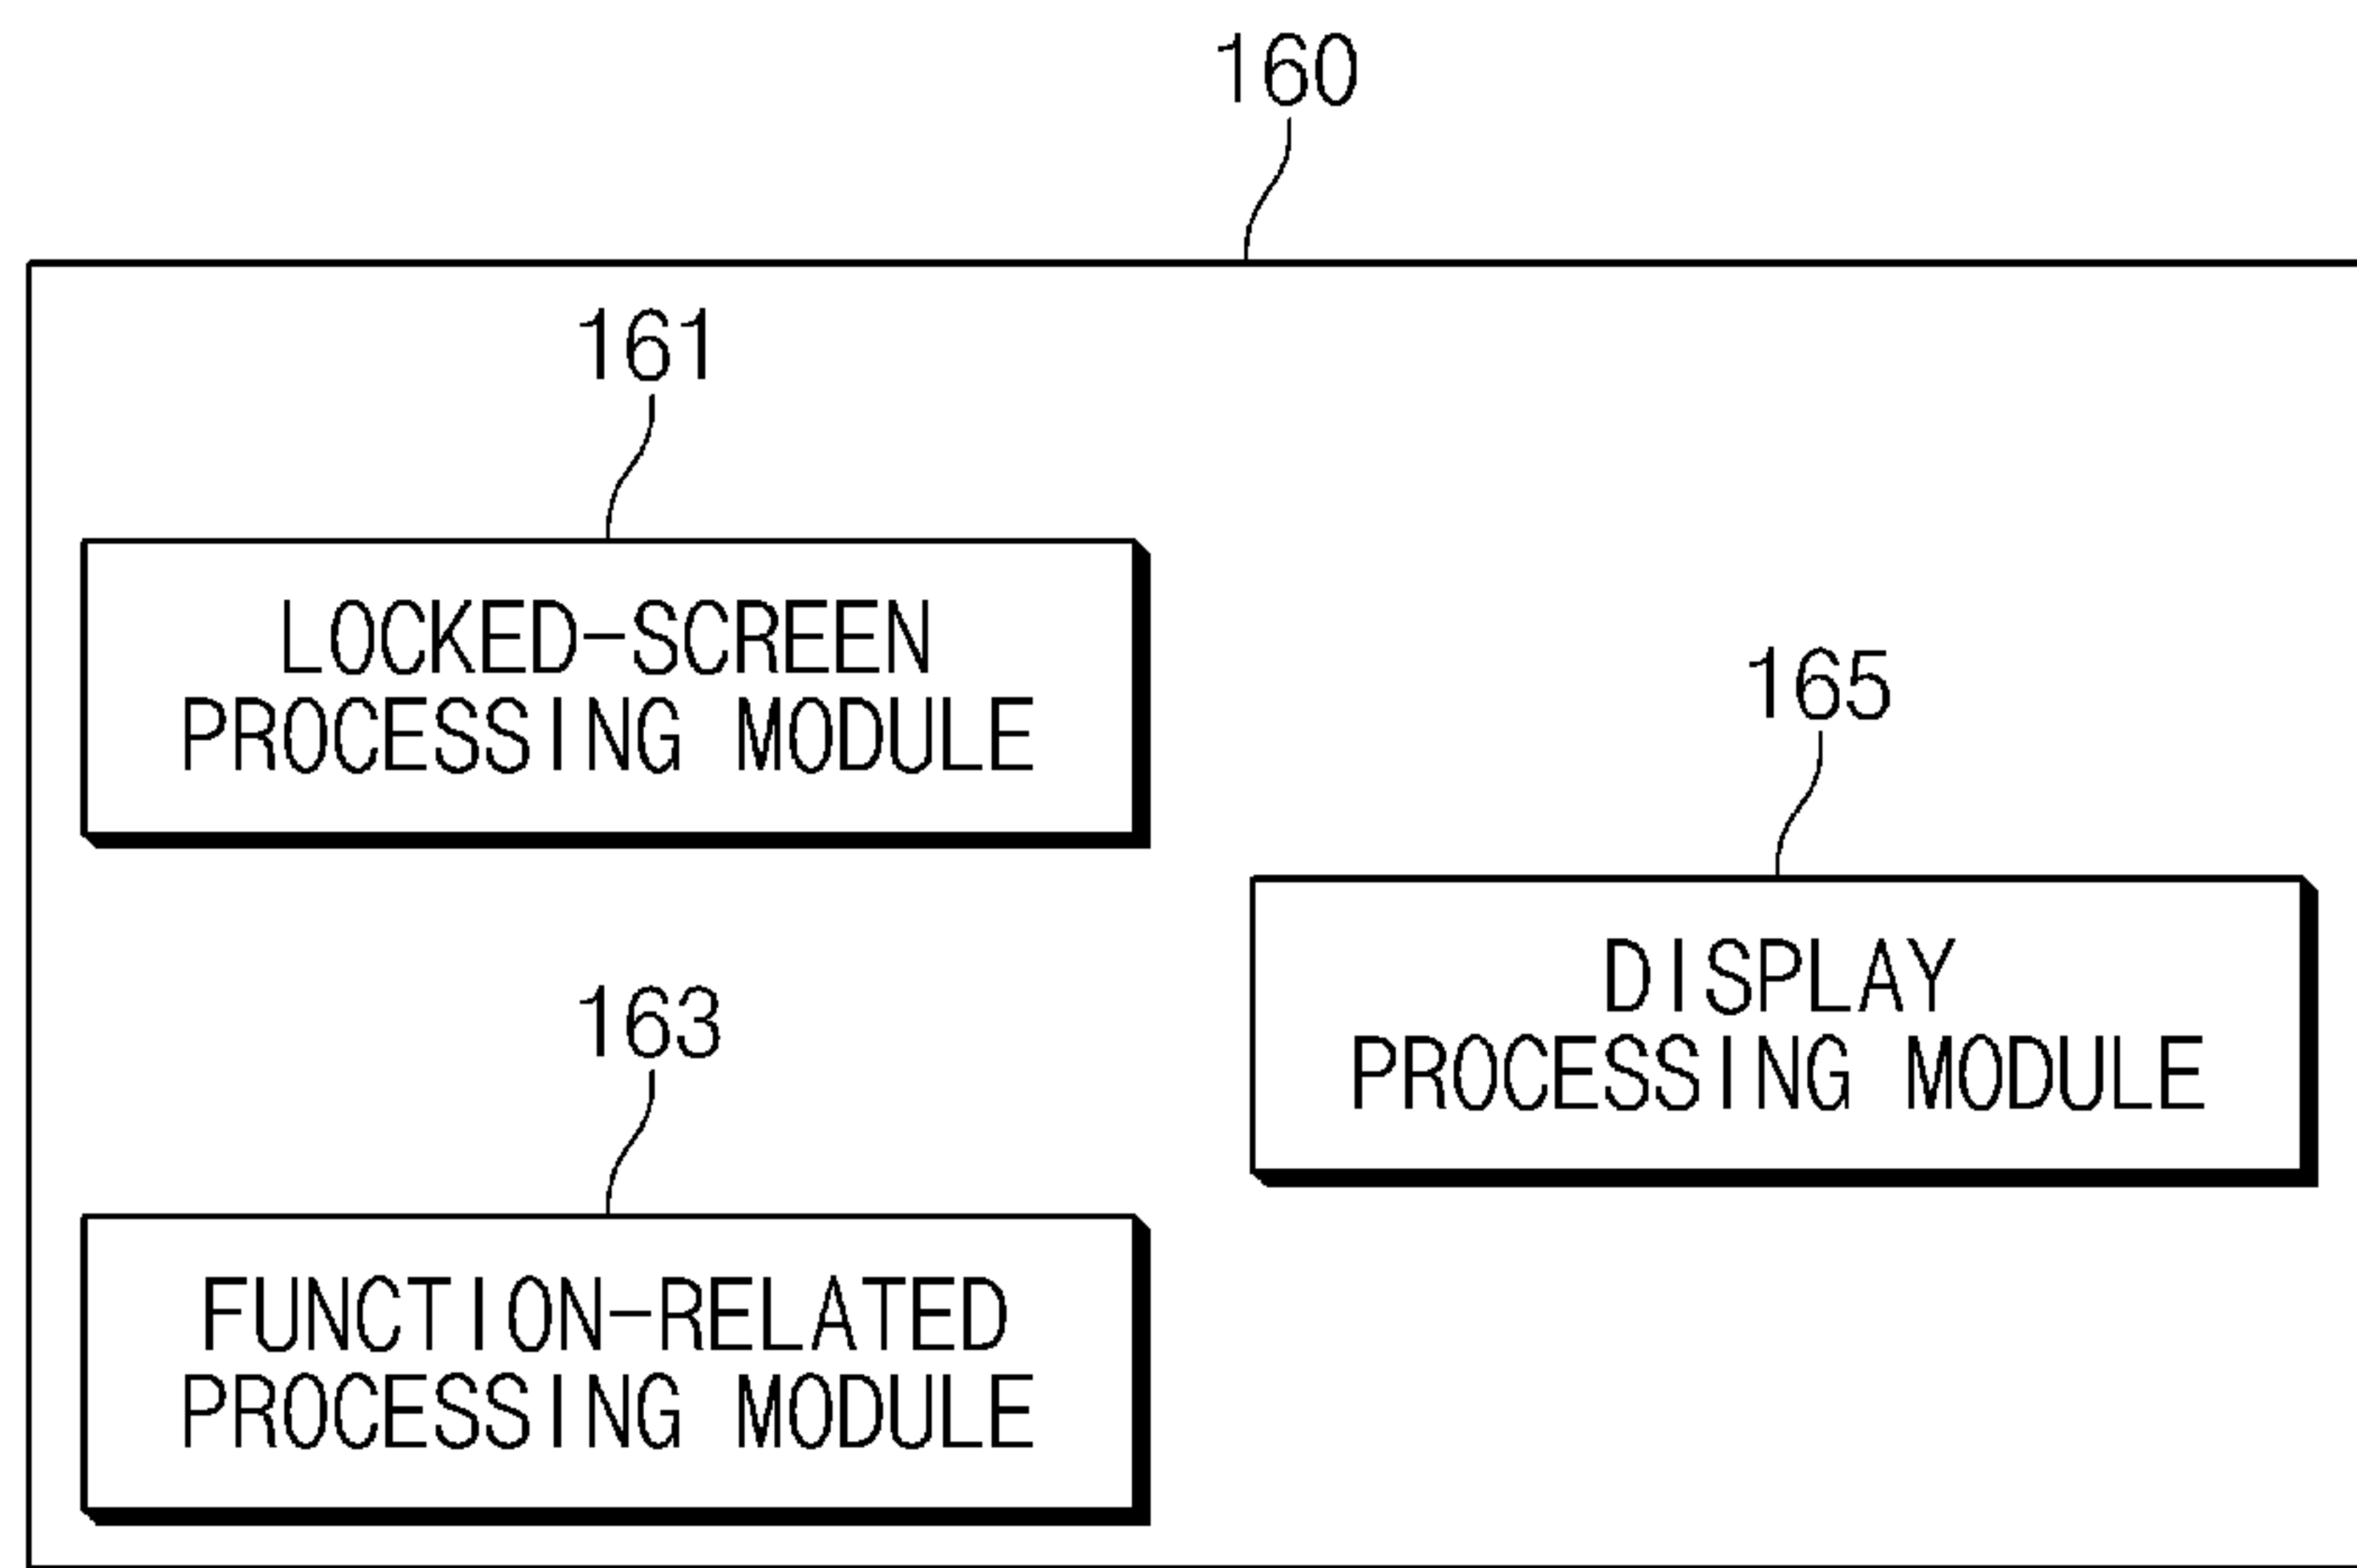 160
161
LOCKED-SCREEN
PROCESSING MODULE
165
DISPLAY
PROCESSING MODULE
163
FUNCTION-RELATED
PROCESSING MODULE